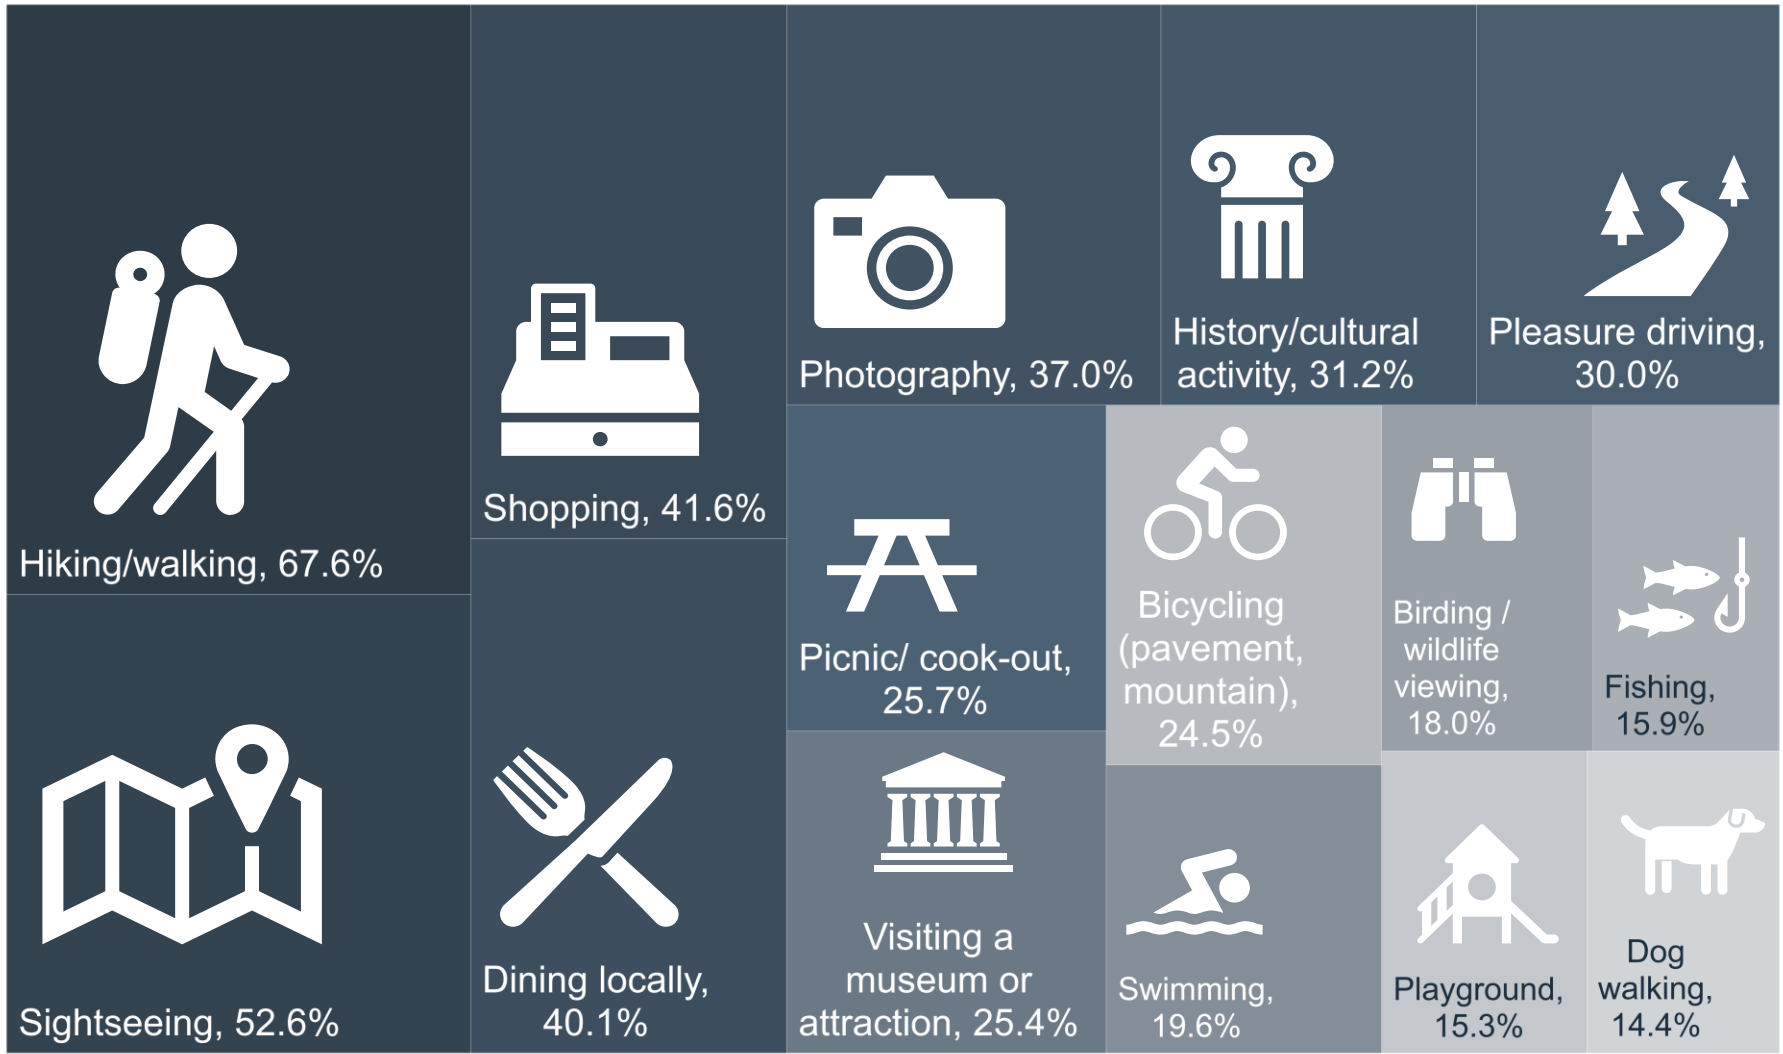 Hiking/walking, 67.6%
Sightseeing, 52.6%
Shopping, 41.6%
Dining locally,
40.1%
Photography, 37.0%
History/cultural
activity, 31.2%
Pleasure driving,
30.0%
Picnic/ cook-out,
25.7%
Visiting a
museum or
attraction, 25.4%
Bicycling
(pavement,
mountain),
24.5%
Swimming,
19.6%
Birding /
wildlife
viewing,
18.0%
Fishing,
15.9%
Playground,
15.3%
Dog
walking,
14.4%